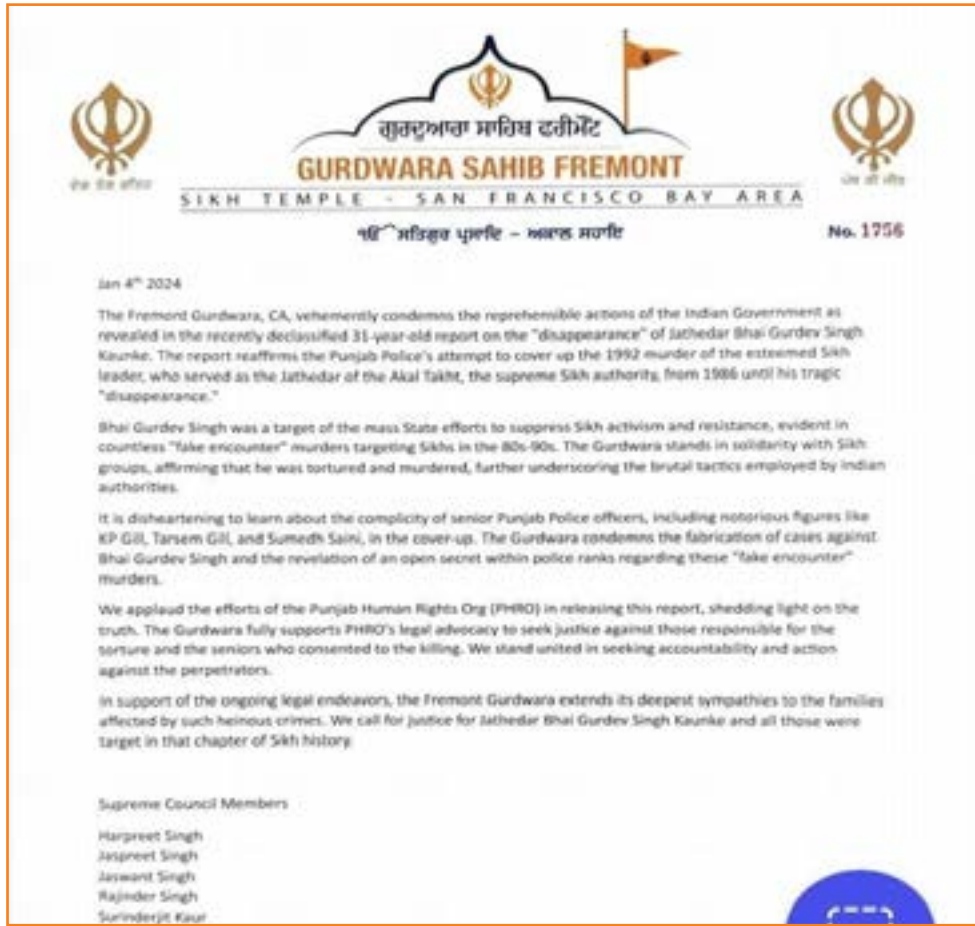 ਗੁਰਦੁਆਰਾ ਸਾਹਿਬ ਫਰੀਮੌਂਟ
GURDWARA SAHIB FREMONT
SIKH TEMPLE - SAN FRANCISCO BAY AREA
ੴ ਸਤਿਗੁਰ ਪ੍ਰਸਾਦਿ – ਅਕਾਲ ਸਹਾਇ
No. 1756
Jan 4th 2024
The Fremont Gurdwara, CA, vehemently condemns the reprehensible actions of the Indian Government as
revealed in the recently declassified 31-year-old report on the "disappearance" of Jathedar Bhai Gurdev Singh
Kaunke. The report reaffirms the Punjab Police's attempt to cover up the 1992 murder of the esteemed Sikh
leader, who served as the Jathedar of the Akal Takht, the supreme Sikh authority, from 1986 until his tragic
"disappearance."
Bhai Gurdev Singh was a target of the mass State efforts to suppress Sikh activism and resistance, evident in
countless "fake encounter" murders targeting Sikhs in the 80s-90s. The Gurdwara stands in solidarity with Sikh
groups, affirming that he was tortured and murdered, further underscoring the brutal tactics employed by Indian
authorities.
It is disheartening to learn about the complicity of senior Punjab Police officers, including notorious figures like
KP Gill, Tarsem Gill, and Sumedh Saini, in the cover-up. The Gurdwara condemns the fabrication of cases against
Bhai Gurdev Singh and the revelation of an open secret within police ranks regarding these "fake encounter"
murders.
We applaud the efforts of the Punjab Human Rights Org (PHRO) in releasing this report, shedding light on the
truth. The Gurdwara fully supports PHRO's legal advocacy to seek justice against those responsible for the
torture and the seniors who consented to the killing. We stand united in seeking accountability and action
against the perpetrators.
In support of the ongoing legal endeavors, the Fremont Gurdwara extends its deepest sympathies to the families
affected by such heinous crimes. We call for justice for Jathedar Bhai Gurdev Singh Kaunke and all those were
target in that chapter of Sikh history.
Supreme Council Members
Harpreet Singh
Jaspreet Singh
Jaswant Singh
Rajinder Singh
Surinderjit Kaur